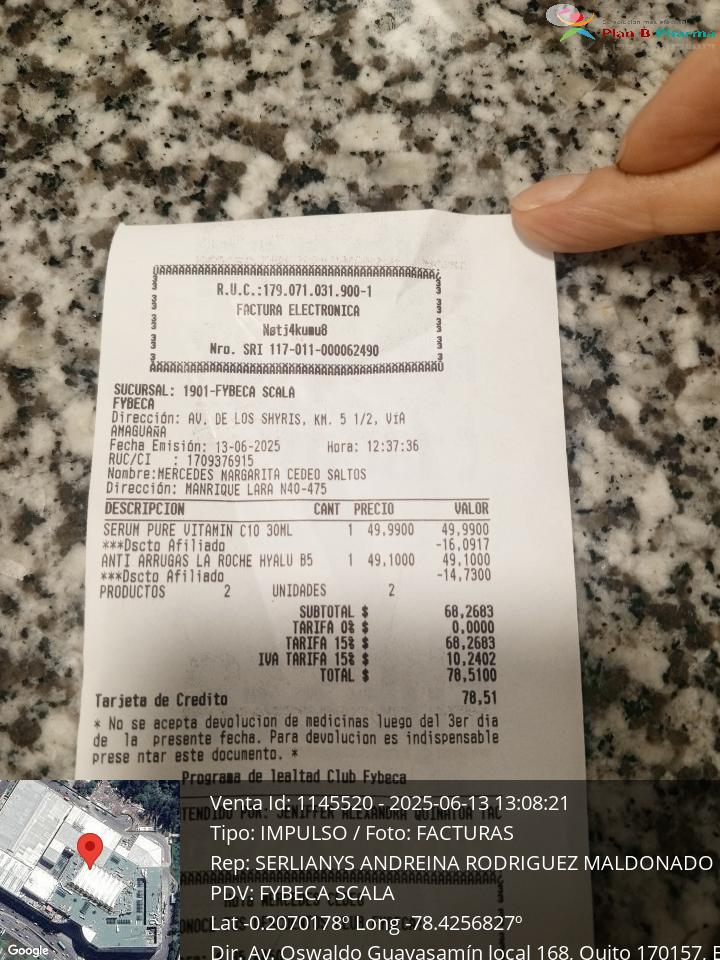 Plan B Pharma
R.U.C.:179.071.031.900-1
FACTURA ELECTRONICA
Nøtj4kumu8
Nro. SRI 117-011-000062490
SUCURSAL: 1901-FYBECA SCALA
FYBECA
Dirección: AV. DE LOS SHYRIS, KM. 5 1/2, VíA
AMAGUAÑA
Fecha Emisión: 13-06-2025 Hora: 12:37:36
RUC/CI : 1709376915
Nombre:MERCEDES MARGARITA CEDEO SALTOS
Dirección: MANRIQUE LARA N40-475
DESCRIPCION CANT PRECIO VALOR
SERUM PURE VITAMIN C10 30ML 1 49,9900 49,9900
***Dscto Afiliado -16,0917
ANTI ARRUGAS LA ROCHE HYALU B5 1 49,1000 49,1000
***Dscto Afiliado -14,7300
PRODUCTOS 2 UNIDADES 2
SUBTOTAL $ 68,2683
TARIFA 0% $ 0,0000
TARIFA 15% $ 68,2683
IVA TARIFA 15% $ 10,2402
TOTAL $ 78,5100
Tarjeta de Credito 78,51
* No se acepta devolucion de medicinas luego del 3er dia
de la presente fecha. Para devolucion es indispensable
prese ntar este documento. *
Programa de lealtad Club Fybeca
TENDIDO POR: JENIFFER ALEXANDRA QUINATOA TAC
Venta Id: 1145520 - 2025-06-13 13:08:21
Tipo: IMPULSO / Foto: FACTURAS
Rep: SERLIANYS ANDREINA RODRIGUEZ MALDONADO
PDV: FYBECA SCALA
Lat -0.2070178º Long -78.4256827º
Dir. Av. Oswaldo Guayasamín local 168, Quito 170157, E
Google